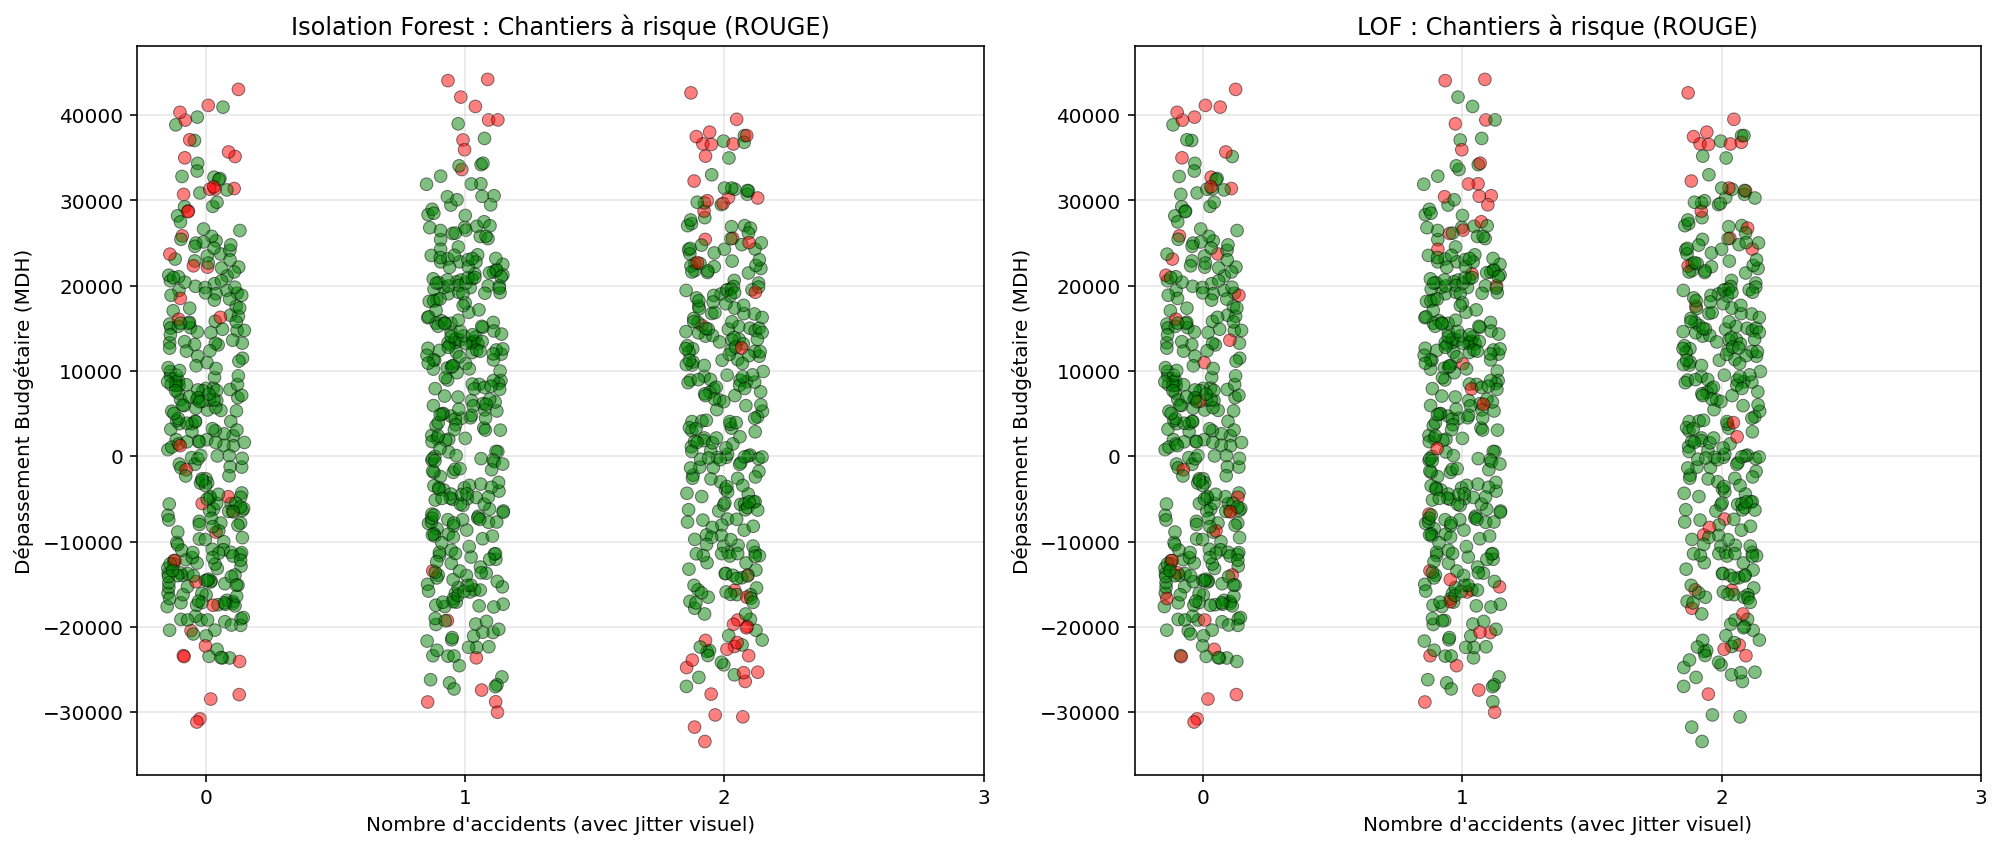 Isolation Forest : Chantiers à risque (ROUGE)
Dépassement Budgétaire (MDH)
40000
30000
20000
10000
0
−10000
−20000
−30000
0 1 2 3
Nombre d'accidents (avec Jitter visuel)
LOF : Chantiers à risque (ROUGE)
Dépassement Budgétaire (MDH)
40000
30000
20000
10000
0
−10000
−20000
−30000
0 1 2 3
Nombre d'accidents (avec Jitter visuel)